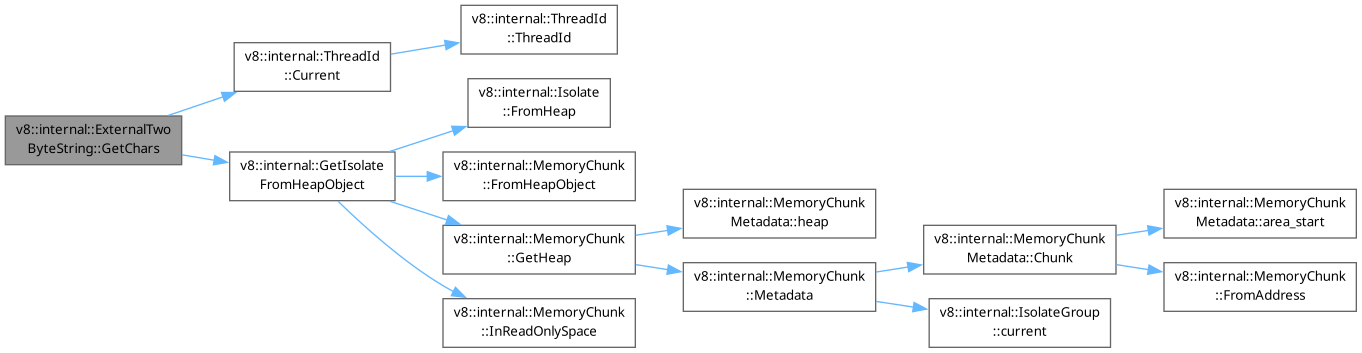 v8::internal::ExternalTwo
ByteString::GetChars
v8::internal::ThreadId
::Current
v8::internal::ThreadId
::ThreadId
v8::internal::GetIsolate
FromHeapObject
v8::internal::Isolate
::FromHeap
v8::internal::MemoryChunk
::FromHeapObject
v8::internal::MemoryChunk
::GetHeap
v8::internal::MemoryChunk
::InReadOnlySpace
v8::internal::MemoryChunk
Metadata::heap
v8::internal::MemoryChunk
::Metadata
v8::internal::MemoryChunk
Metadata::Chunk
v8::internal::IsolateGroup
::current
v8::internal::MemoryChunk
Metadata::area_start
v8::internal::MemoryChunk
::FromAddress